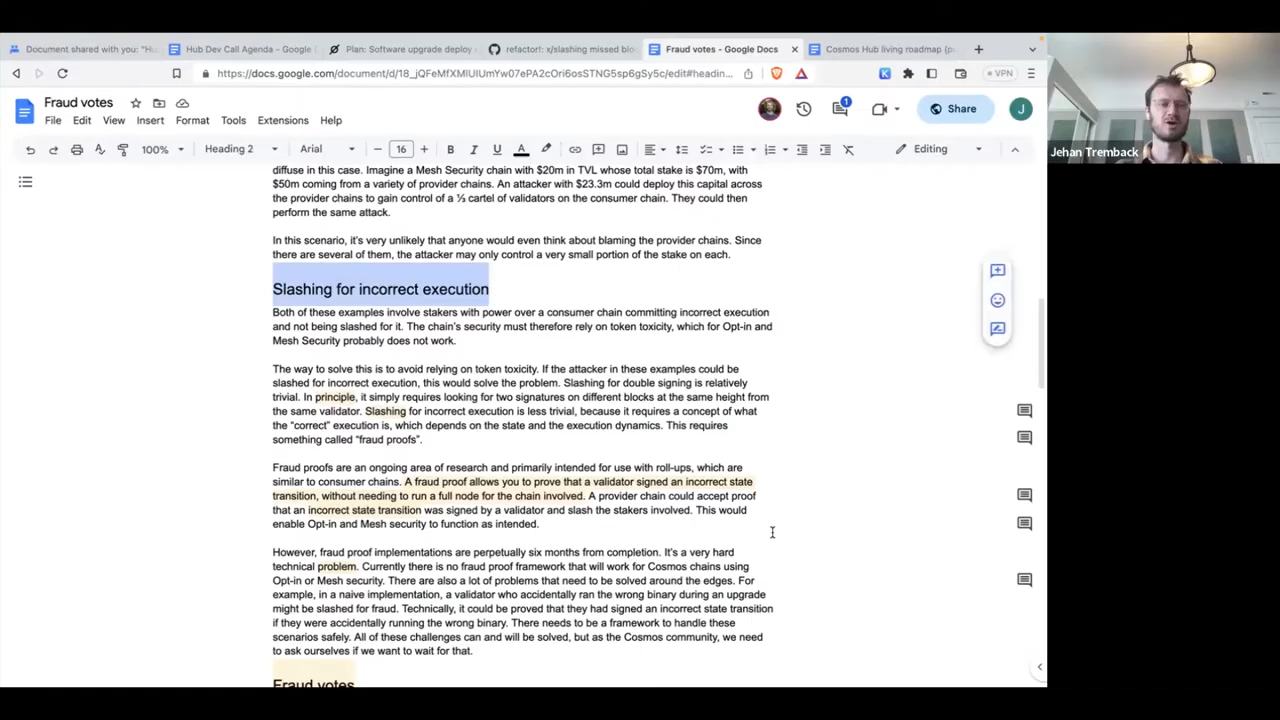 Document shared with you: "Hu
Hub Dev Call Agenda - Google
Plan: Software upgrade deploy
refactor!: x/slashing missed blo
Fraud votes - Google Docs
Cosmos Hub living roadmap (p
https://docs.google.com/document/d/18_jQFeMfXMlUlUmYw07ePA2cOri6osSTNG5sp6gSy5c/edit#headin...
VPN
Fraud votes
File Edit View Insert Format Tools Extensions Help
1
Share
J
100% Heading 2 Arial 16 B I U A Editing
diffuse in this case. Imagine a Mesh Security chain with $20m in TVL whose total stake is $70m, with
$50m coming from a variety of provider chains. An attacker with $23.3m could deploy this capital across
the provider chains to gain control of a ⅓ cartel of validators on the consumer chain. They could then
perform the same attack.
In this scenario, it's very unlikely that anyone would even think about blaming the provider chains. Since
there are several of them, the attacker may only control a very small portion of the stake on each.
Slashing for incorrect execution
Both of these examples involve stakers with power over a consumer chain committing incorrect execution
and not being slashed for it. The chain's security must therefore rely on token toxicity, which for Opt-in and
Mesh Security probably does not work.
The way to solve this is to avoid relying on token toxicity. If the attacker in these examples could be
slashed for incorrect execution, this would solve the problem. Slashing for double signing is relatively
trivial. In principle, it simply requires looking for two signatures on different blocks at the same height from
the same validator. Slashing for incorrect execution is less trivial, because it requires a concept of what
the "correct" execution is, which depends on the state and the execution dynamics. This requires
something called "fraud proofs".
Fraud proofs are an ongoing area of research and primarily intended for use with roll-ups, which are
similar to consumer chains. A fraud proof allows you to prove that a validator signed an incorrect state
transition, without needing to run a full node for the chain involved. A provider chain could accept proof
that an incorrect state transition was signed by a validator and slash the stakers involved. This would
enable Opt-in and Mesh security to function as intended.
However, fraud proof implementations are perpetually six months from completion. It's a very hard
technical problem. Currently there is no fraud proof framework that will work for Cosmos chains using
Opt-in or Mesh security. There are also a lot of problems that need to be solved around the edges. For
example, in a naive implementation, a validator who accidentally ran the wrong binary during an upgrade
might be slashed for fraud. Technically, it could be proved that they had signed an incorrect state transition
if they were accidentally running the wrong binary. There needs to be a framework to handle these
scenarios safely. All of these challenges can and will be solved, but as the Cosmos community, we need
to ask ourselves if we want to wait for that.
Fraud votes
Jehan Tremback